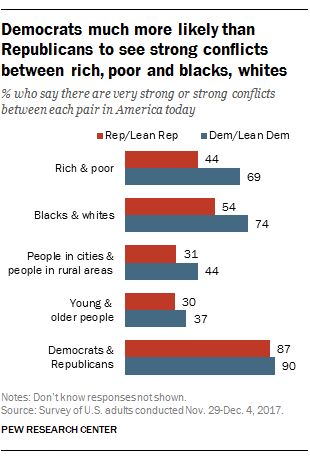 Democrats much more likely than
Republicans to see strong conflicts
between rich, poor and blacks, whites
% who say there are very strong or strong conflicts
between each pair in America today
Rep/Lean Rep Dem/Lean Dem
Rich & poor 44
69
Blacks & whites 54
74
People in cities &
people in rural areas
31
44
Young &
older people
30
37
Democrats &
Republicans
87
90
Notes: Don't know responses not shown.
Source: Survey of U.S. adults conducted Nov. 29-Dec. 4, 2017.
PEW RESEARCH CENTER